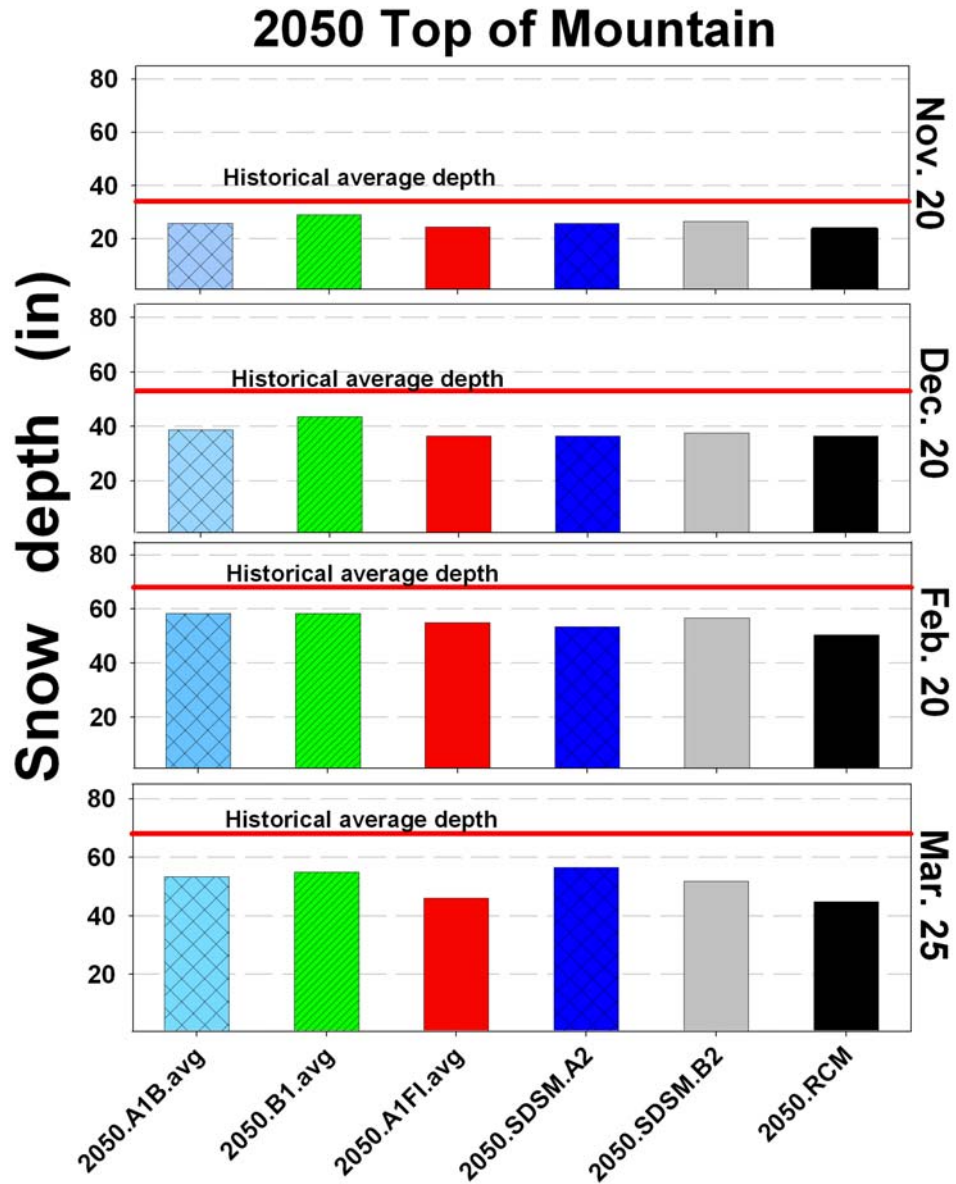 2050 Top of Mountain
Snow depth (in)
80
60
40
20
Historical average depth
Nov. 20
80
60
40
20
Historical average depth
Dec. 20
80
60
40
20
Historical average depth
Feb. 20
80
60
40
20
Historical average depth
Mar. 25
2050.A1B.avg
2050.B1.avg
2050.A1FI.avg
2050.SDSM.A2
2050.SDSM.B2
2050.RCM